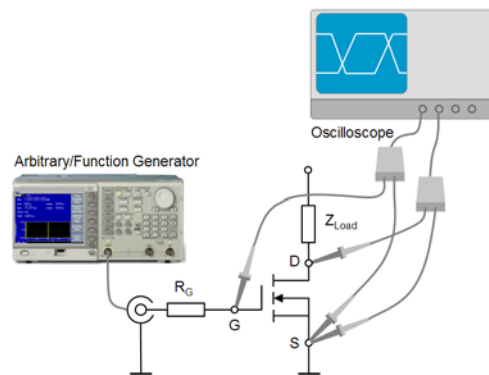 Oscilloscope
Arbitrary/Function Generator
Z_Load
D
R_G
G
S